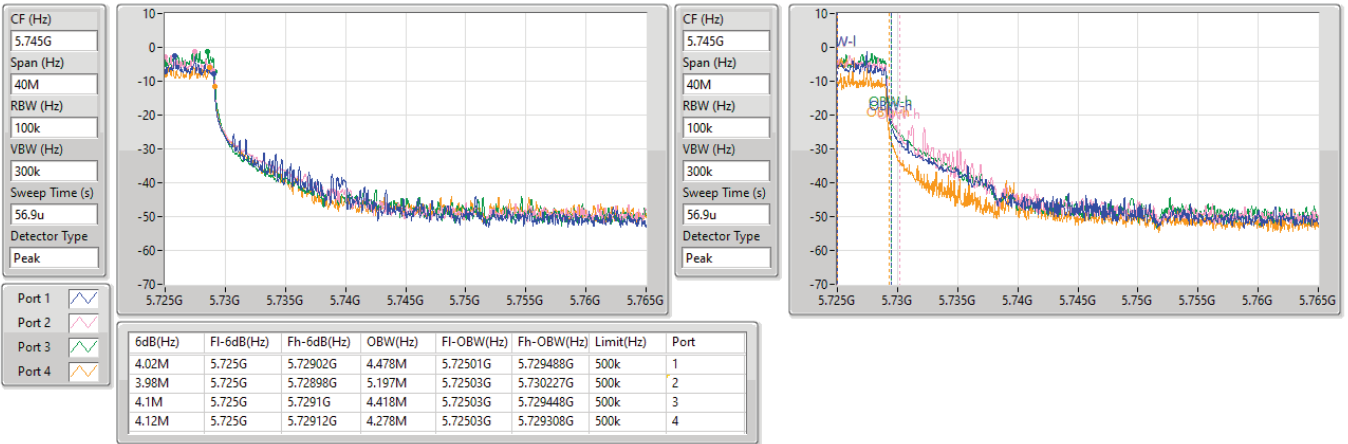 CF (Hz)
5.745G
Span (Hz)
40M
RBW (Hz)
100k
VBW (Hz)
300k
Sweep Time (s)
56.9u
Detector Type
Peak
10
0
-10
-20
-30
-40
-50
-60
-70
5.725G 5.73G 5.735G 5.74G 5.745G 5.75G 5.755G 5.76G 5.765G
CF (Hz)
5.745G
Span (Hz)
40M
RBW (Hz)
100k
VBW (Hz)
300k
Sweep Time (s)
56.9u
Detector Type
Peak
10
0
-10
-20
-30
-40
-50
-60
-70
W-l
OBW-h
5.725G 5.73G 5.735G 5.74G 5.745G 5.75G 5.755G 5.76G 5.765G
Port 1
Port 2
Port 3
Port 4
6dB(Hz) Fl-6dB(Hz) Fh-6dB(Hz) OBW(Hz) Fl-OBW(Hz) Fh-OBW(Hz) Limit(Hz) Port
4.02M 5.725G 5.72902G 4.478M 5.72501G 5.729488G 500k 1
3.98M 5.725G 5.72898G 5.197M 5.72503G 5.730227G 500k 2
4.1M 5.725G 5.7291G 4.418M 5.72503G 5.729448G 500k 3
4.12M 5.725G 5.72912G 4.278M 5.72503G 5.729308G 500k 4